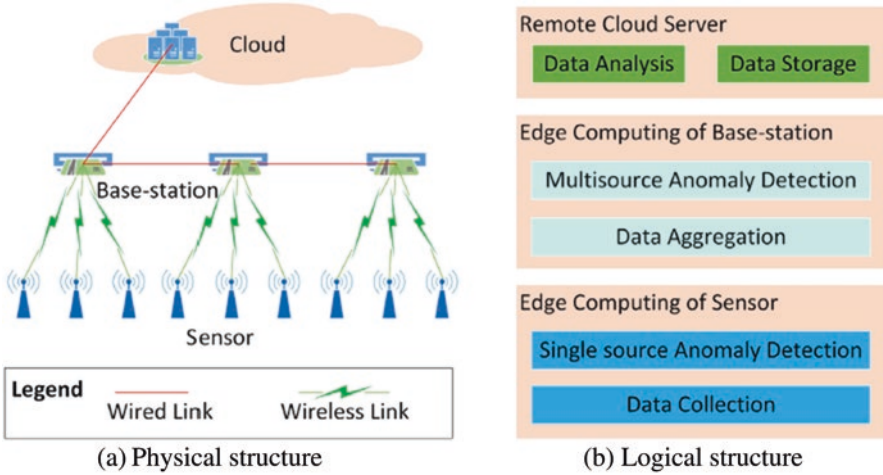 Cloud
Base-station
Sensor
Legend
Wired Link
Wireless Link
(a) Physical structure
Remote Cloud Server
Data Analysis
Data Storage
Edge Computing of Base-station
Multisource Anomaly Detection
Data Aggregation
Edge Computing of Sensor
Single source Anomaly Detection
Data Collection
(b) Logical structure